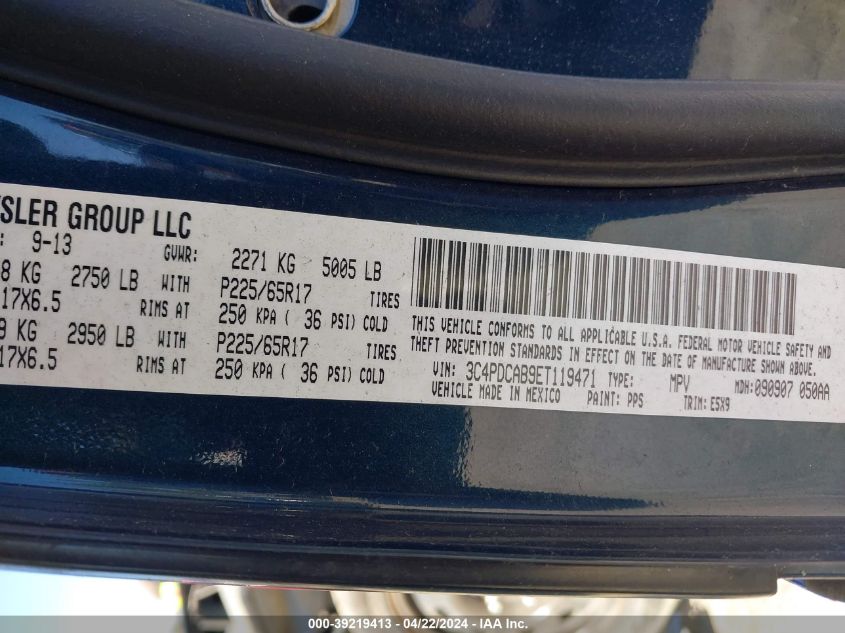 SLER GROUP LLC
: 9-13 GVWR: 2271 KG 5005 LB
8 KG 2750 LB WITH P225/65R17 TIRES
17X6.5 RIMS AT 250 KPA ( 36 PSI) COLD
9 KG 2950 LB WITH P225/65R17 TIRES
17X6.5 RIMS AT 250 KPA ( 36 PSI) COLD
THIS VEHICLE CONFORMS TO ALL APPLICABLE U.S.A. FEDERAL MOTOR VEHICLE SAFETY AND
THEFT PREVENTION STANDARDS IN EFFECT ON THE DATE OF MANUFACTURE SHOWN ABOVE.
VIN: 3C4PDCAB9ET119471 TYPE: MPV MDH:090907 050AA
VEHICLE MADE IN MEXICO PAINT: PPS TRIM: E5X9
000-39219413 - 04/22/2024 - IAA Inc.